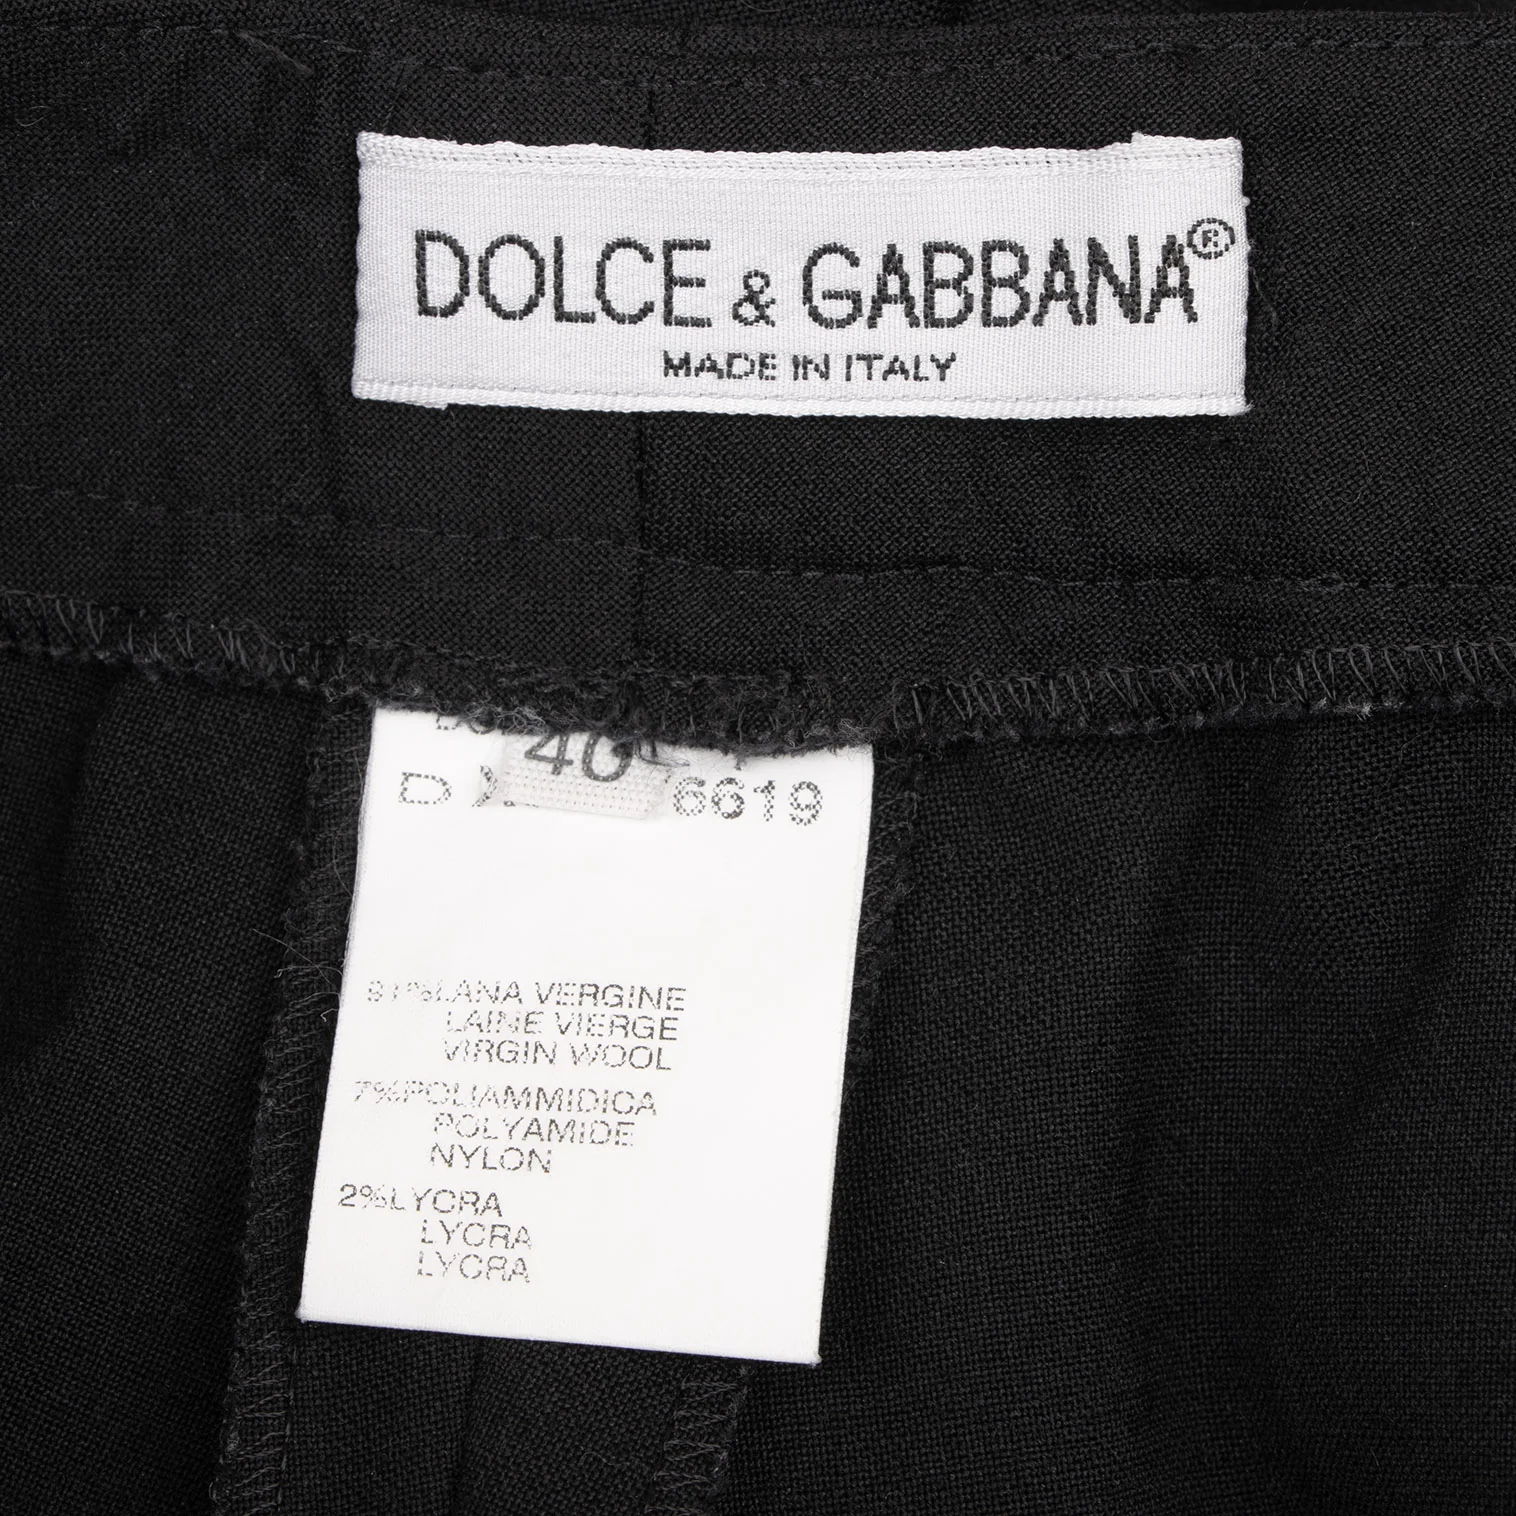 DOLCE & GABBANA®
MADE IN ITALY
40
D 6619
91%LANA VERGINE
LAINE VIERGE
VIRGIN WOOL
7%POLIAMMIDICA
POLYAMIDE
NYLON
2%LYCRA
LYCRA
LYCRA